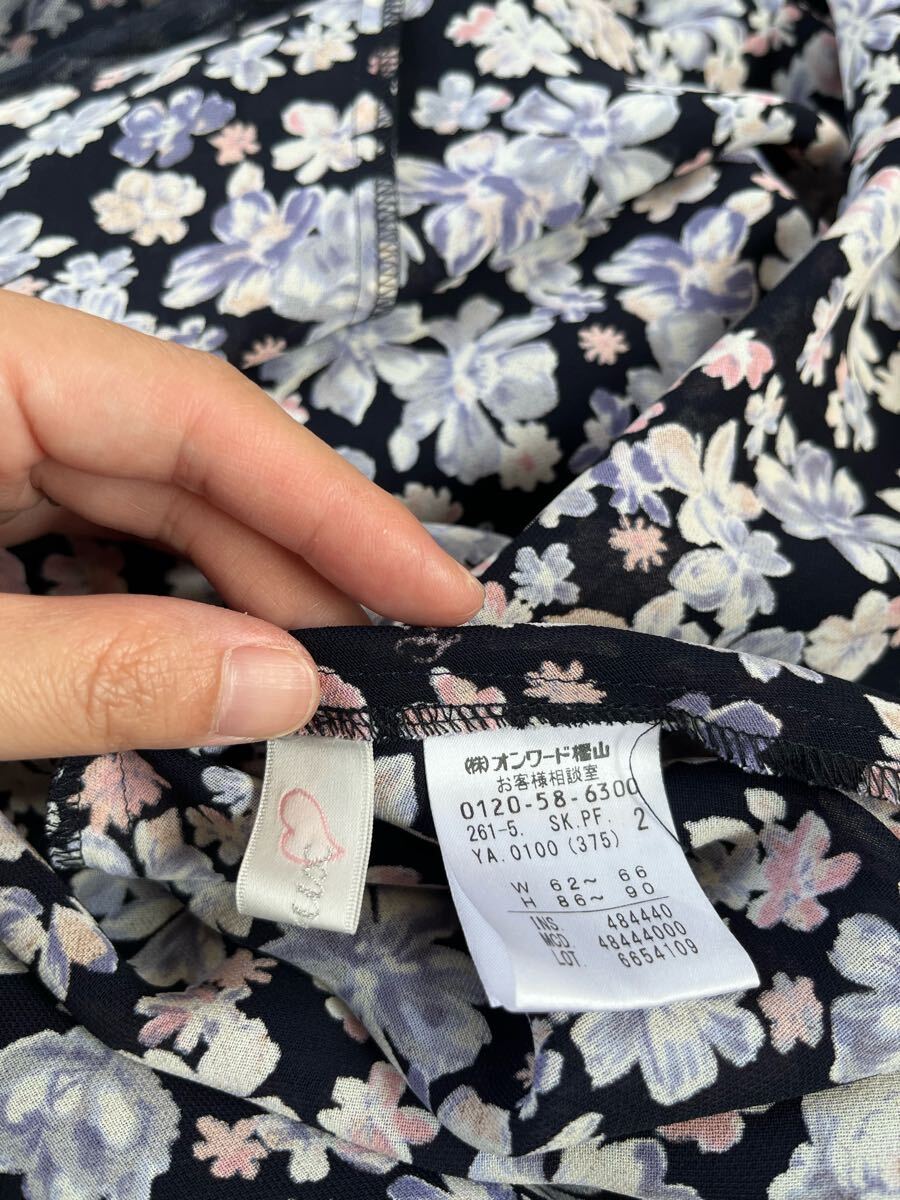 (株)オンワード樫山
お客様相談室
0120-58-6300
261-5. SK.PF. 2
YA.0100(375)
W 62~ 66
H 86~ 90
INS. 484440
MOD. 48444000
LOT. 6654109